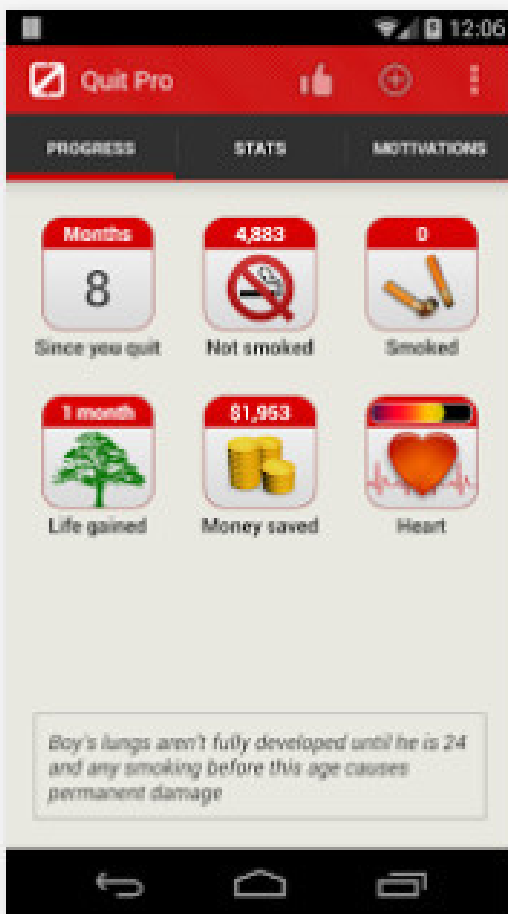 12:06
Quit Pro
PROGRESS STATS MOTIVATIONS
Months 4,883 0
8
Since you quit Not smoked Smoked
1 month $1,953
Life gained Money saved Heart
Boy's lungs aren't fully developed until he is 24
and any smoking before this age causes
permanent damage